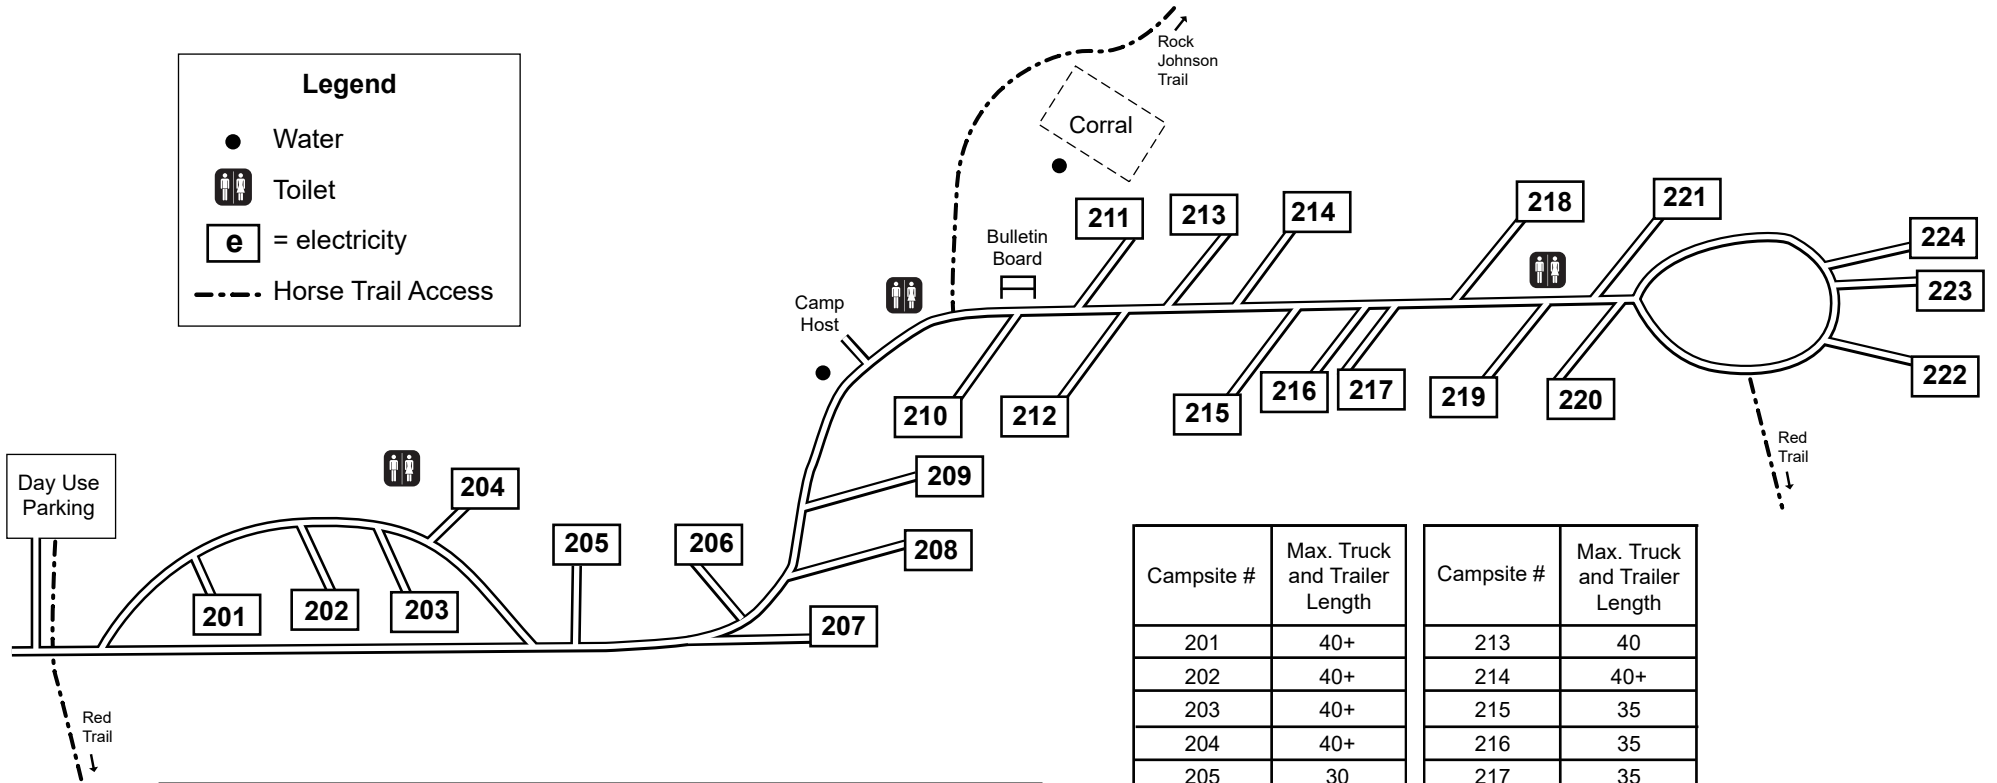 Legend
Water
Toilet
e = electricity
Horse Trail Access
Rock
Johnson
Trail
Corral
Bulletin
Board
Camp
Host
211
213
214
218
221
224
223
222
210
212
215
216
217
219
220
209
208
207
206
205
204
203
202
201
Day Use
Parking
Red
Trail
Red
Trail
Campsite #
Max. Truck
and Trailer
Length
Campsite #
Max. Truck
and Trailer
Length
201 40+ 213 40
202 40+ 214 40+
203 40+ 215 35
204 40+ 216 35
205 30 217 35